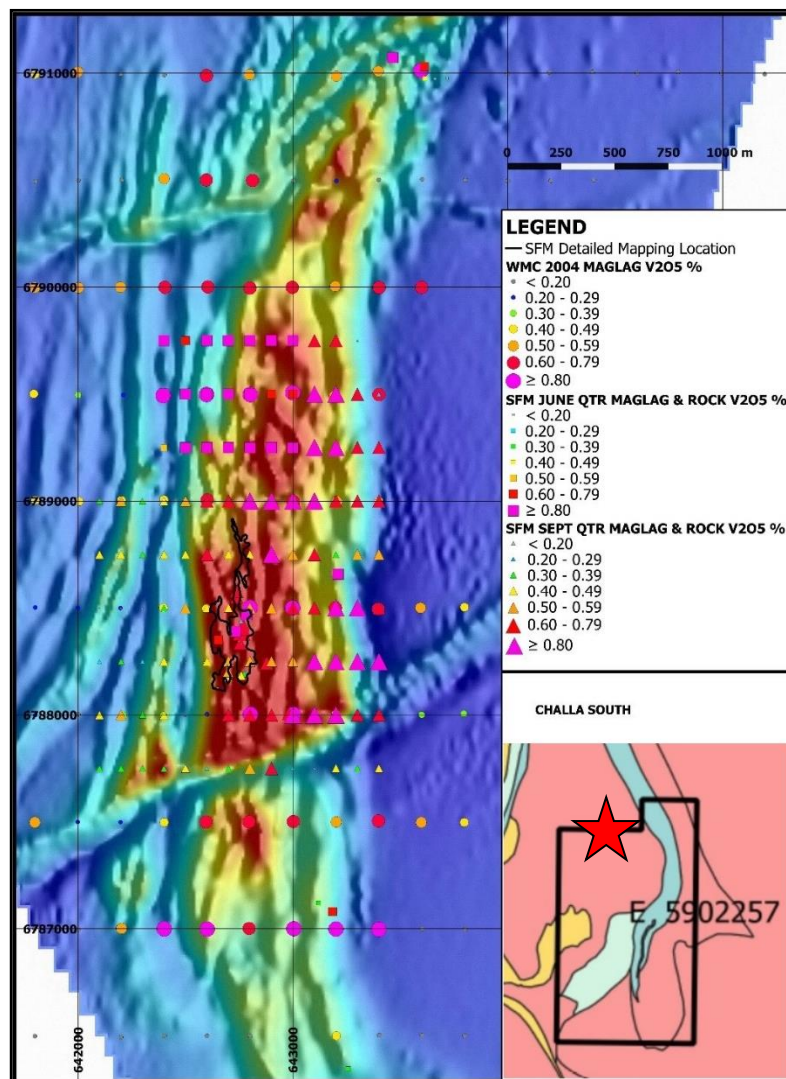 6791000
0 250 500 750 1000 m
LEGEND
SFM Detailed Mapping Location
WMC 2004 MAGLAG V2O5 %
< 0.20
0.20 - 0.29
0.30 - 0.39
0.40 - 0.49
0.50 - 0.59
0.60 - 0.79
≥ 0.80
SFM JUNE QTR MAGLAG & ROCK V2O5 %
< 0.20
0.20 - 0.29
0.30 - 0.39
0.40 - 0.49
0.50 - 0.59
0.60 - 0.79
≥ 0.80
SFM SEPT QTR MAGLAG & ROCK V2O5 %
< 0.20
0.20 - 0.29
0.30 - 0.39
0.40 - 0.49
0.50 - 0.59
0.60 - 0.79
≥ 0.80
6790000
6789000
6788000
6787000
642000
643000
CHALLA SOUTH
E 5902257